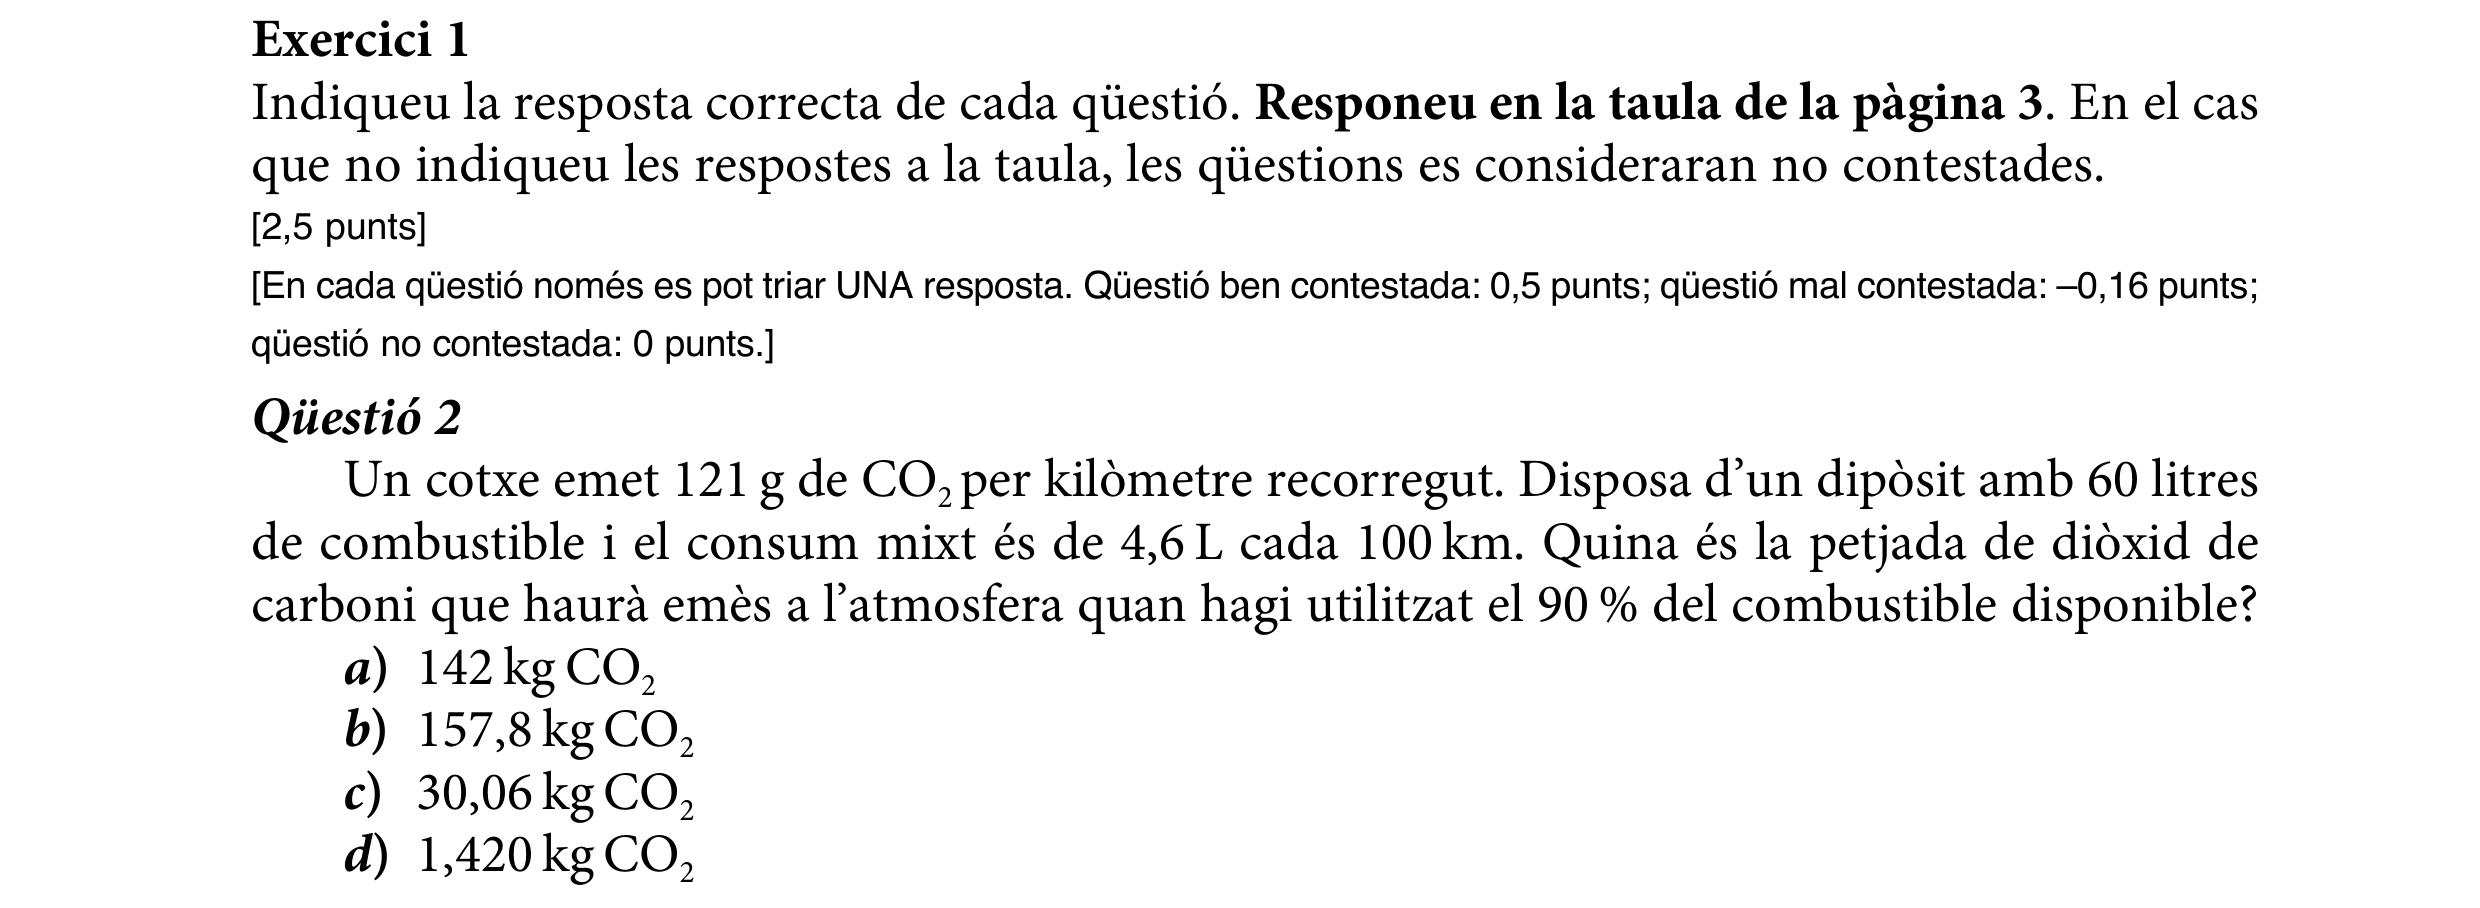 Exercici 1
Indiqueu la resposta correcta de cada qüestió. Responeu en la taula de la pàgina 3. En el cas
que no indiqueu les respostes a la taula, les qüestions es consideraran no contestades.
[2,5 punts]
[En cada qüestió només es pot triar UNA resposta. Qüestió ben contestada: 0,5 punts; qüestió mal contestada: –0,16 punts;
qüestió no contestada: 0 punts.]
Qüestió 2
Un cotxe emet 121 g de CO₂ per kilòmetre recorregut. Disposa d’un dipòsit amb 60 litres
de combustible i el consum mixt és de 4,6 L cada 100 km. Quina és la petjada de diòxid de
carboni que haurà emès a l’atmosfera quan hagi utilitzat el 90 % del combustible disponible?
a) 142 kg CO₂
b) 157,8 kg CO₂
c) 30,06 kg CO₂
d) 1,420 kg CO₂